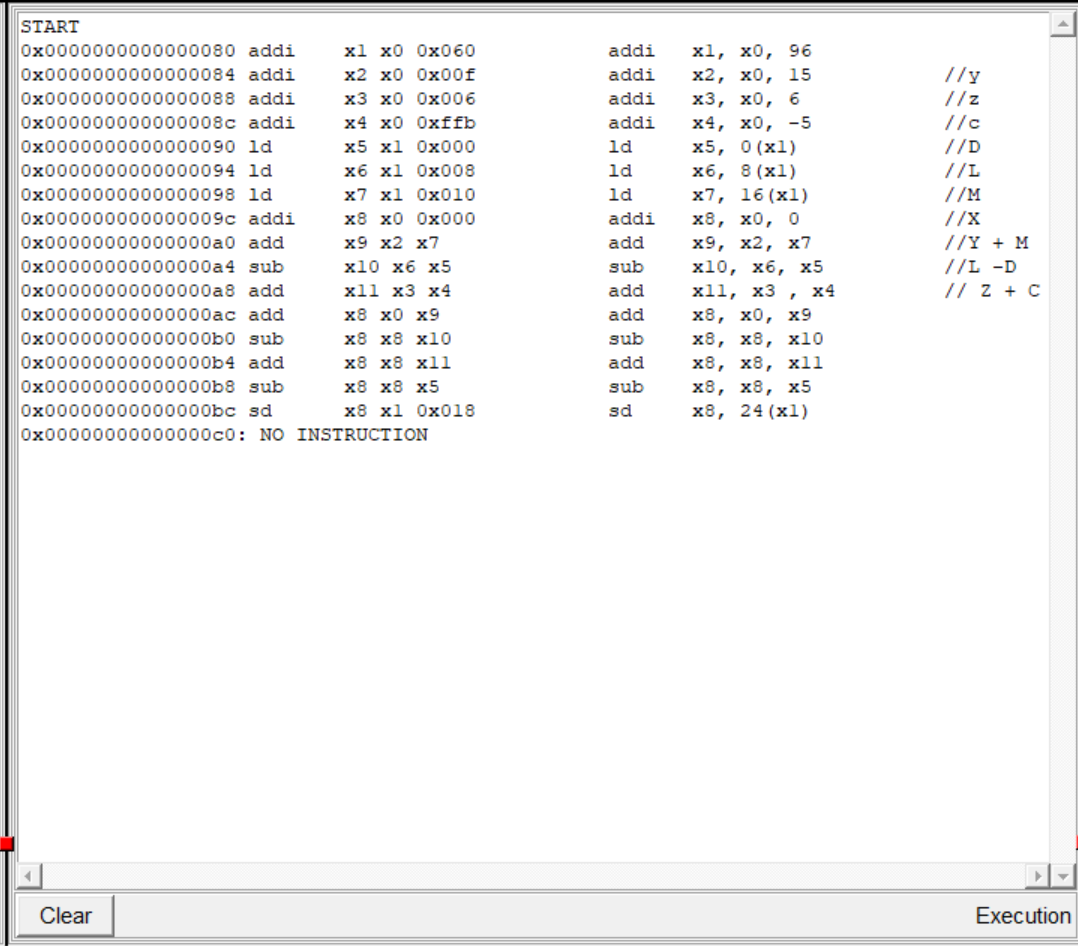 START
0x0000000000000080 addi x1 x0 0x060 addi x1, x0, 96
0x0000000000000084 addi x2 x0 0x00f addi x2, x0, 15 //y
0x0000000000000088 addi x3 x0 0x006 addi x3, x0, 6 //z
0x000000000000008c addi x4 x0 0xffb addi x4, x0, -5 //c
0x0000000000000090 ld x5 x1 0x000 ld x5, 0(x1) //D
0x0000000000000094 ld x6 x1 0x008 ld x6, 8(x1) //L
0x0000000000000098 ld x7 x1 0x010 ld x7, 16(x1) //M
0x000000000000009c addi x8 x0 0x000 addi x8, x0, 0 //X
0x00000000000000a0 add x9 x2 x7 add x9, x2, x7 //Y + M
0x00000000000000a4 sub x10 x6 x5 sub x10, x6, x5 //L -D
0x00000000000000a8 add x11 x3 x4 add x11, x3 , x4 // Z + C
0x00000000000000ac add x8 x0 x9 add x8, x0, x9
0x00000000000000b0 sub x8 x8 x10 sub x8, x8, x10
0x00000000000000b4 add x8 x8 x11 add x8, x8, x11
0x00000000000000b8 sub x8 x8 x5 sub x8, x8, x5
0x00000000000000bc sd x8 x1 0x018 sd x8, 24(x1)
0x00000000000000c0: NO INSTRUCTION
Clear Execution